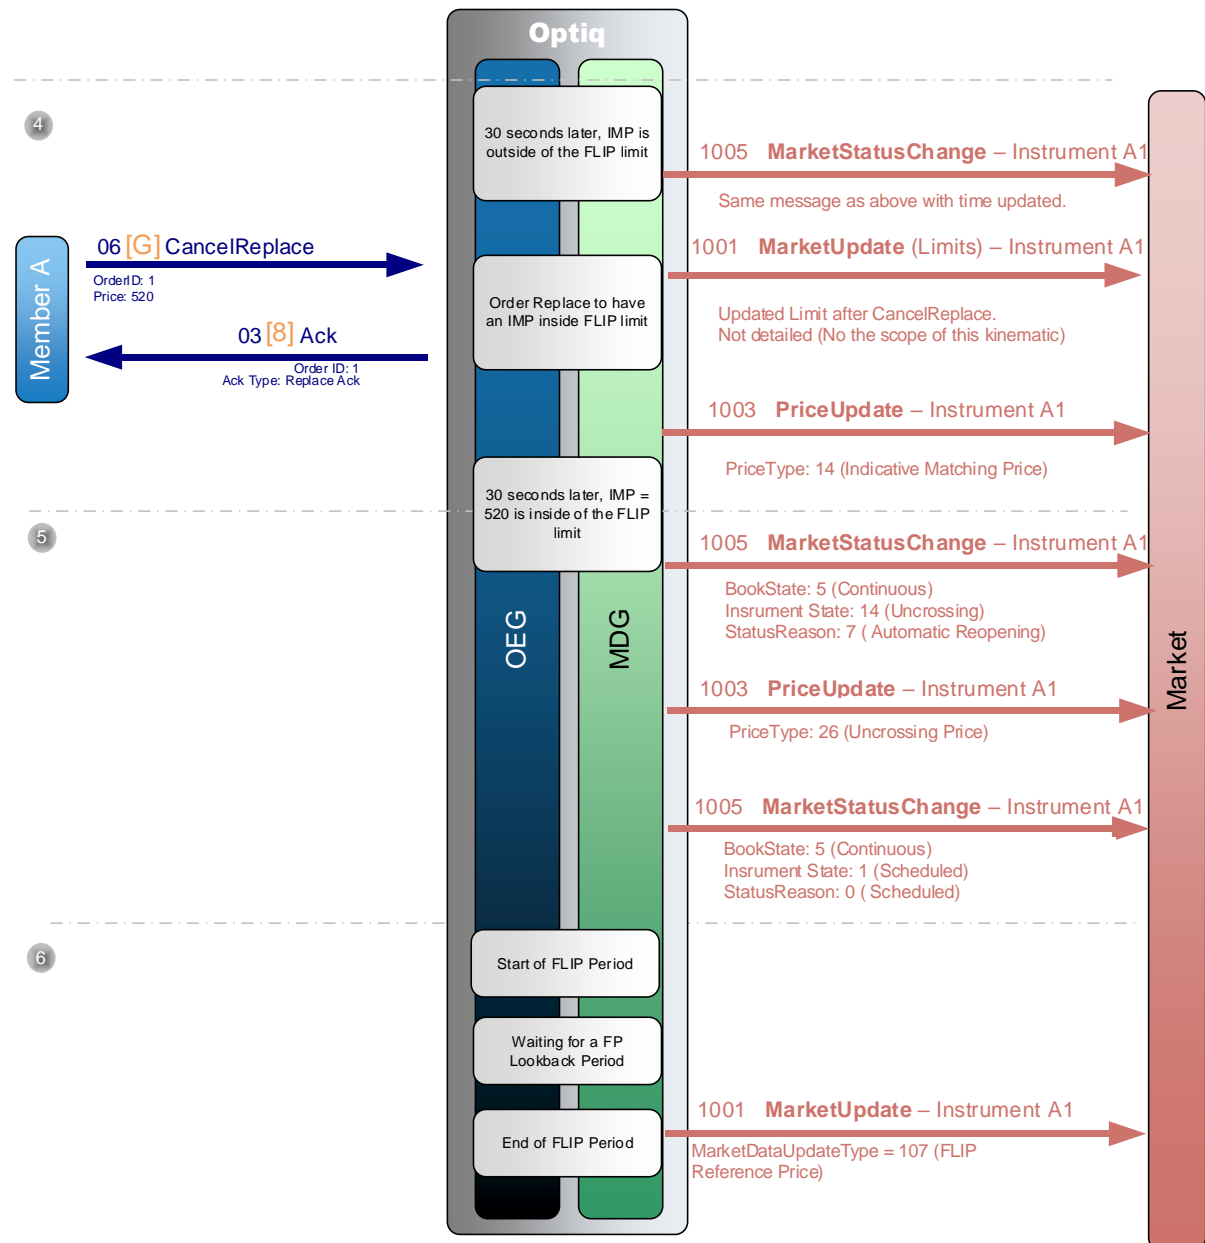 Optiq
4
30 seconds later, IMP is
outside of the FLIP limit
1005 MarketStatusChange – Instrument A1
Same message as above with time updated.
Member A
06 [G] CancelReplace
OrderID: 1
Price: 520
1001 MarketUpdate (Limits) – Instrument A1
Order Replace to have
an IMP inside FLIP limit
Updated Limit after CancelReplace.
Not detailed (No the scope of this kinematic)
03 [8] Ack
Order ID: 1
Ack Type: Replace Ack
1003 PriceUpdate – Instrument A1
PriceType: 14 (Indicative Matching Price)
30 seconds later, IMP =
520 is inside of the FLIP
limit
5
1005 MarketStatusChange – Instrument A1
BookState: 5 (Continuous)
Insrument State: 14 (Uncrossing)
StatusReason: 7 ( Automatic Reopening)
OEG
MDG
Market
1003 PriceUpdate – Instrument A1
PriceType: 26 (Uncrossing Price)
1005 MarketStatusChange – Instrument A1
BookState: 5 (Continuous)
Insrument State: 1 (Scheduled)
StatusReason: 0 ( Scheduled)
6
Start of FLIP Period
Waiting for a FP
Lookback Period
End of FLIP Period
1001 MarketUpdate – Instrument A1
MarketDataUpdateType = 107 (FLIP
Reference Price)